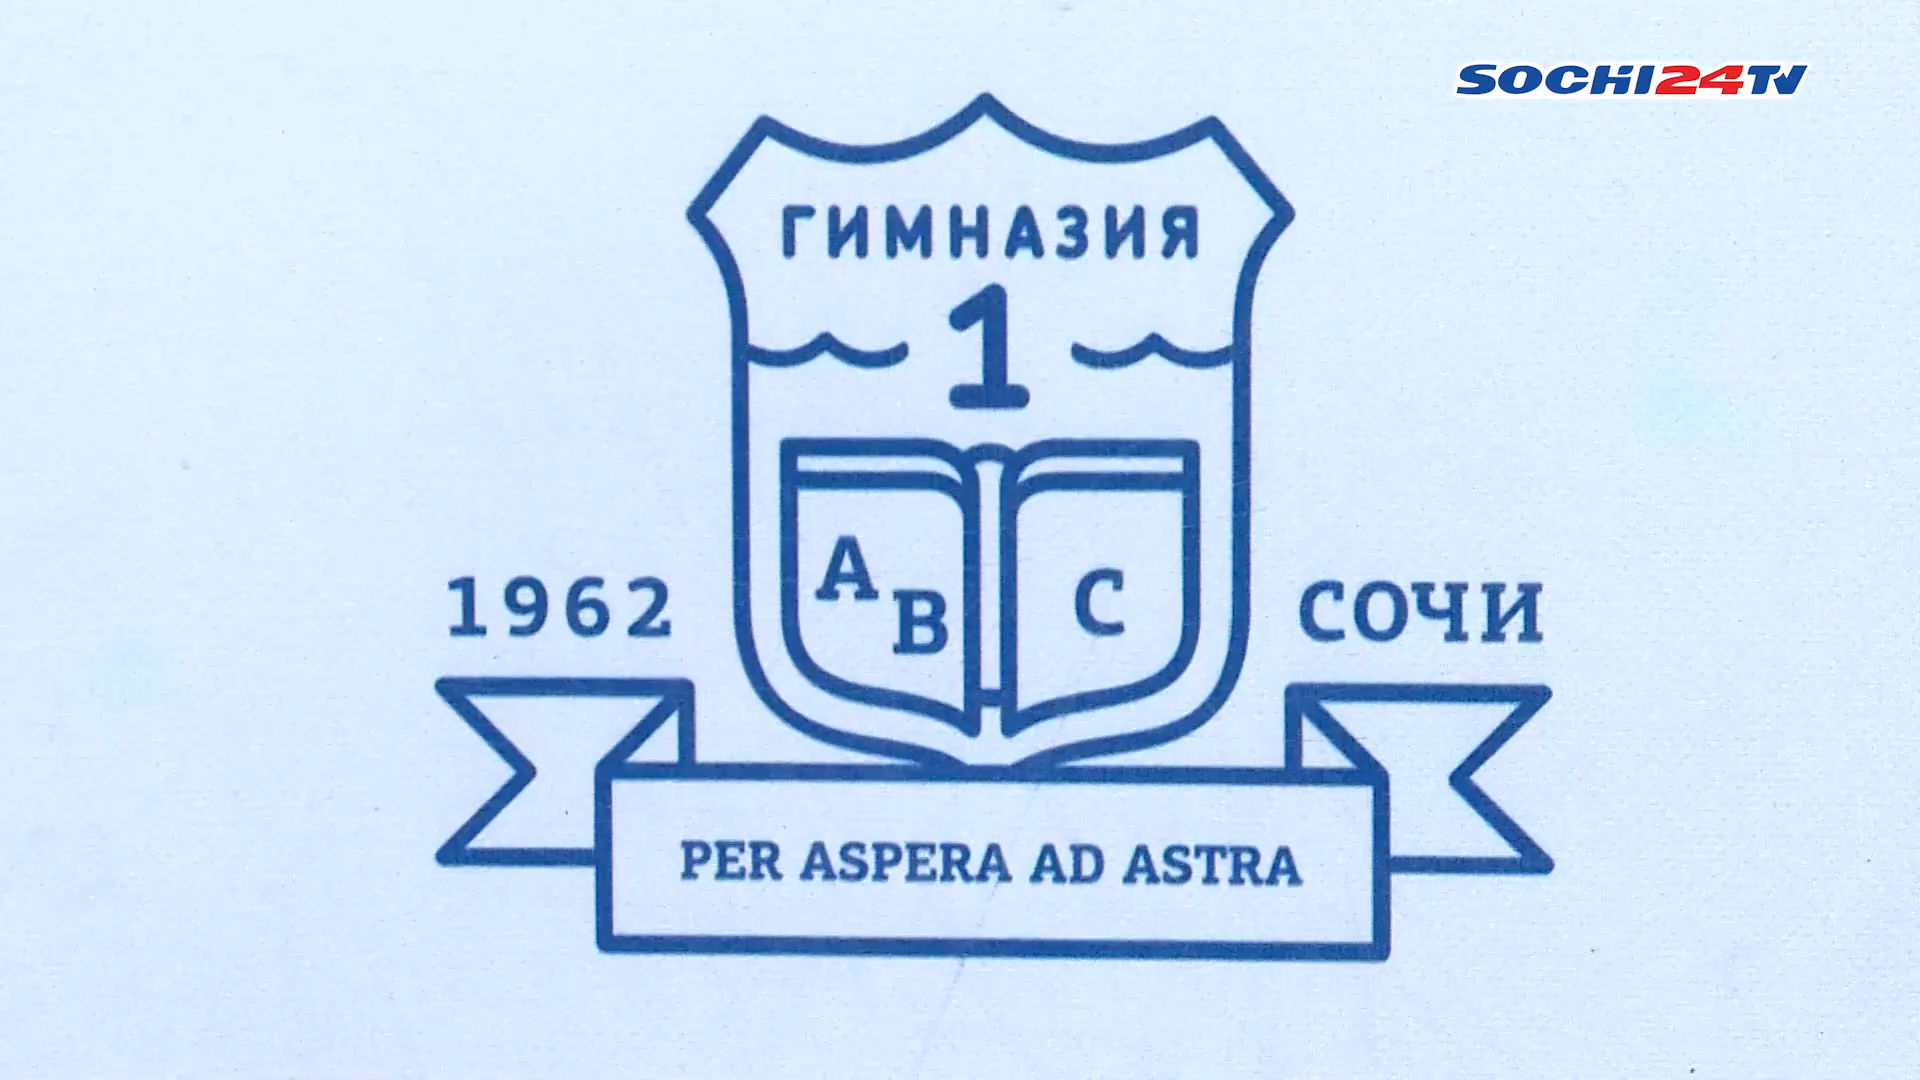 SOCHI24TV
ГИМНАЗИЯ
1
A B C
1962
СОЧИ
PER ASPERA AD ASTRA